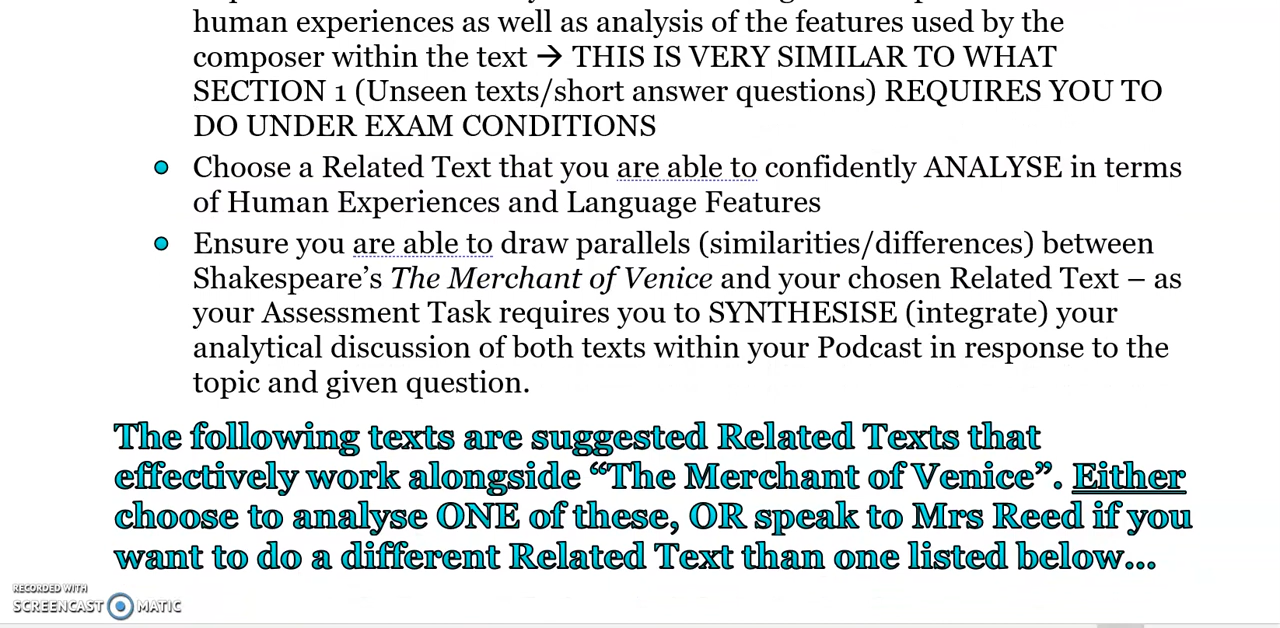 human experiences as well as analysis of the features used by the
composer within the text → THIS IS VERY SIMILAR TO WHAT
SECTION 1 (Unseen texts/short answer questions) REQUIRES YOU TO
DO UNDER EXAM CONDITIONS
Choose a Related Text that you are able to confidently ANALYSE in terms
of Human Experiences and Language Features
Ensure you are able to draw parallels (similarities/differences) between
Shakespeare’s The Merchant of Venice and your chosen Related Text – as
your Assessment Task requires you to SYNTHESISE (integrate) your
analytical discussion of both texts within your Podcast in response to the
topic and given question.
The following texts are suggested Related Texts that
effectively work alongside “The Merchant of Venice”. Either
choose to analyse ONE of these, OR speak to Mrs Reed if you
want to do a different Related Text than one listed below…
RECORDED WITH
SCREENCAST MATIC